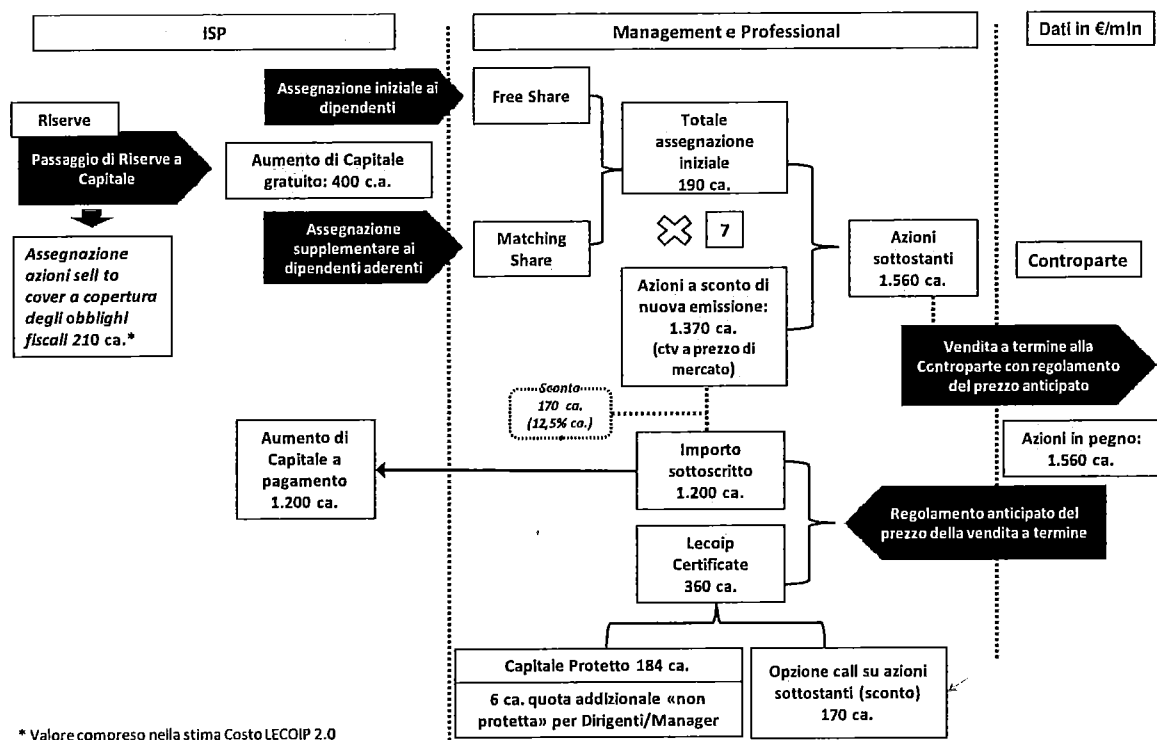 ISP
Management e Professional
Dati in €/mln
Assegnazione iniziale ai
dipendenti
Free Share
Riserve
Passaggio di Riserve a
Capitale
Aumento di Capitale
gratuito: 400 c.a.
Totale
assegnazione
iniziale
190 ca.
Assegnazione
supplementare ai
dipendenti aderenti
Matching
Share
7
Assegnazione
azioni sell to
cover a copertura
degli obblighi
fiscali 210 ca.*
Azioni
sottostanti
1.560 ca.
Controparte
Azioni a sconto di
nuova emissione:
1.370 ca.
(ctv a prezzo di
mercato)
Vendita a termine alla
Controparte con regolamento
del prezzo anticipato
Sconto
170 ca.
(12,5% ca.)
Aumento di
Capitale a
pagamento
1.200 ca.
Importo
sottoscritto
1.200 ca.
Azioni in pegno:
1.560 ca.
Regolamento anticipato del
prezzo della vendita a termine
Lecoip
Certificate
360 ca.
Capitale Protetto 184 ca.
6 ca. quota addizionale «non
protetta» per Dirigenti/Manager
Opzione call su azioni
sottostanti (sconto)
170 ca.
* Valore compreso nella stima Costo LECOIP 2.0